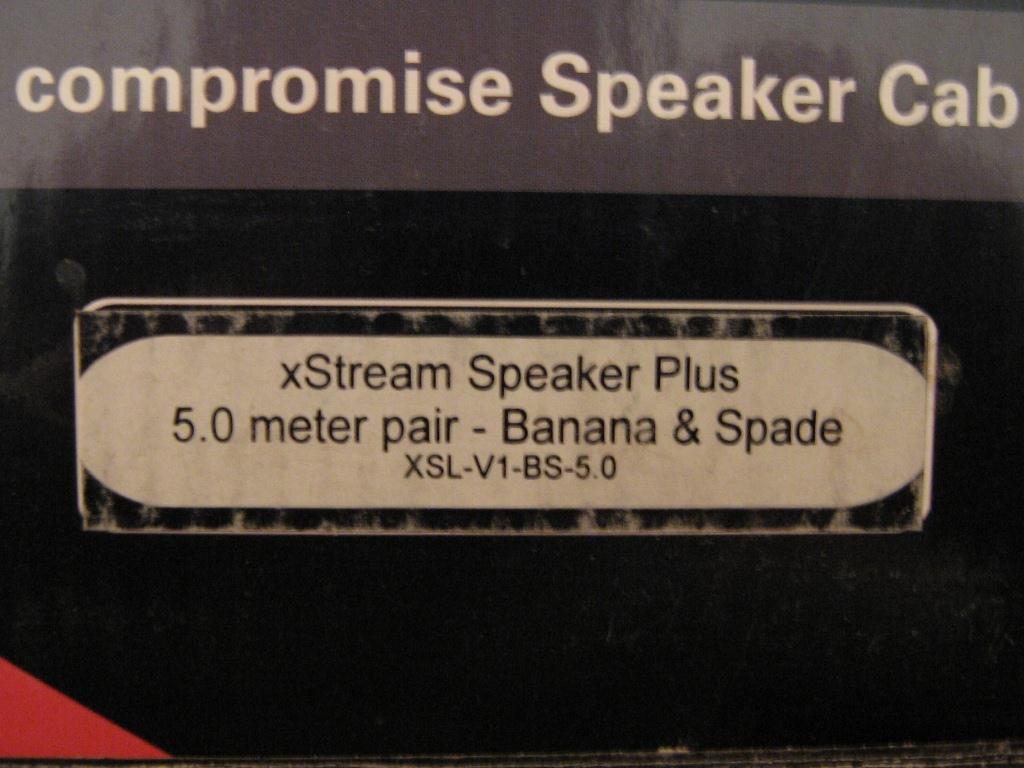 compromise Speaker Cab
xStream Speaker Plus
5.0 meter pair - Banana & Spade
XSL-V1-BS-5.0